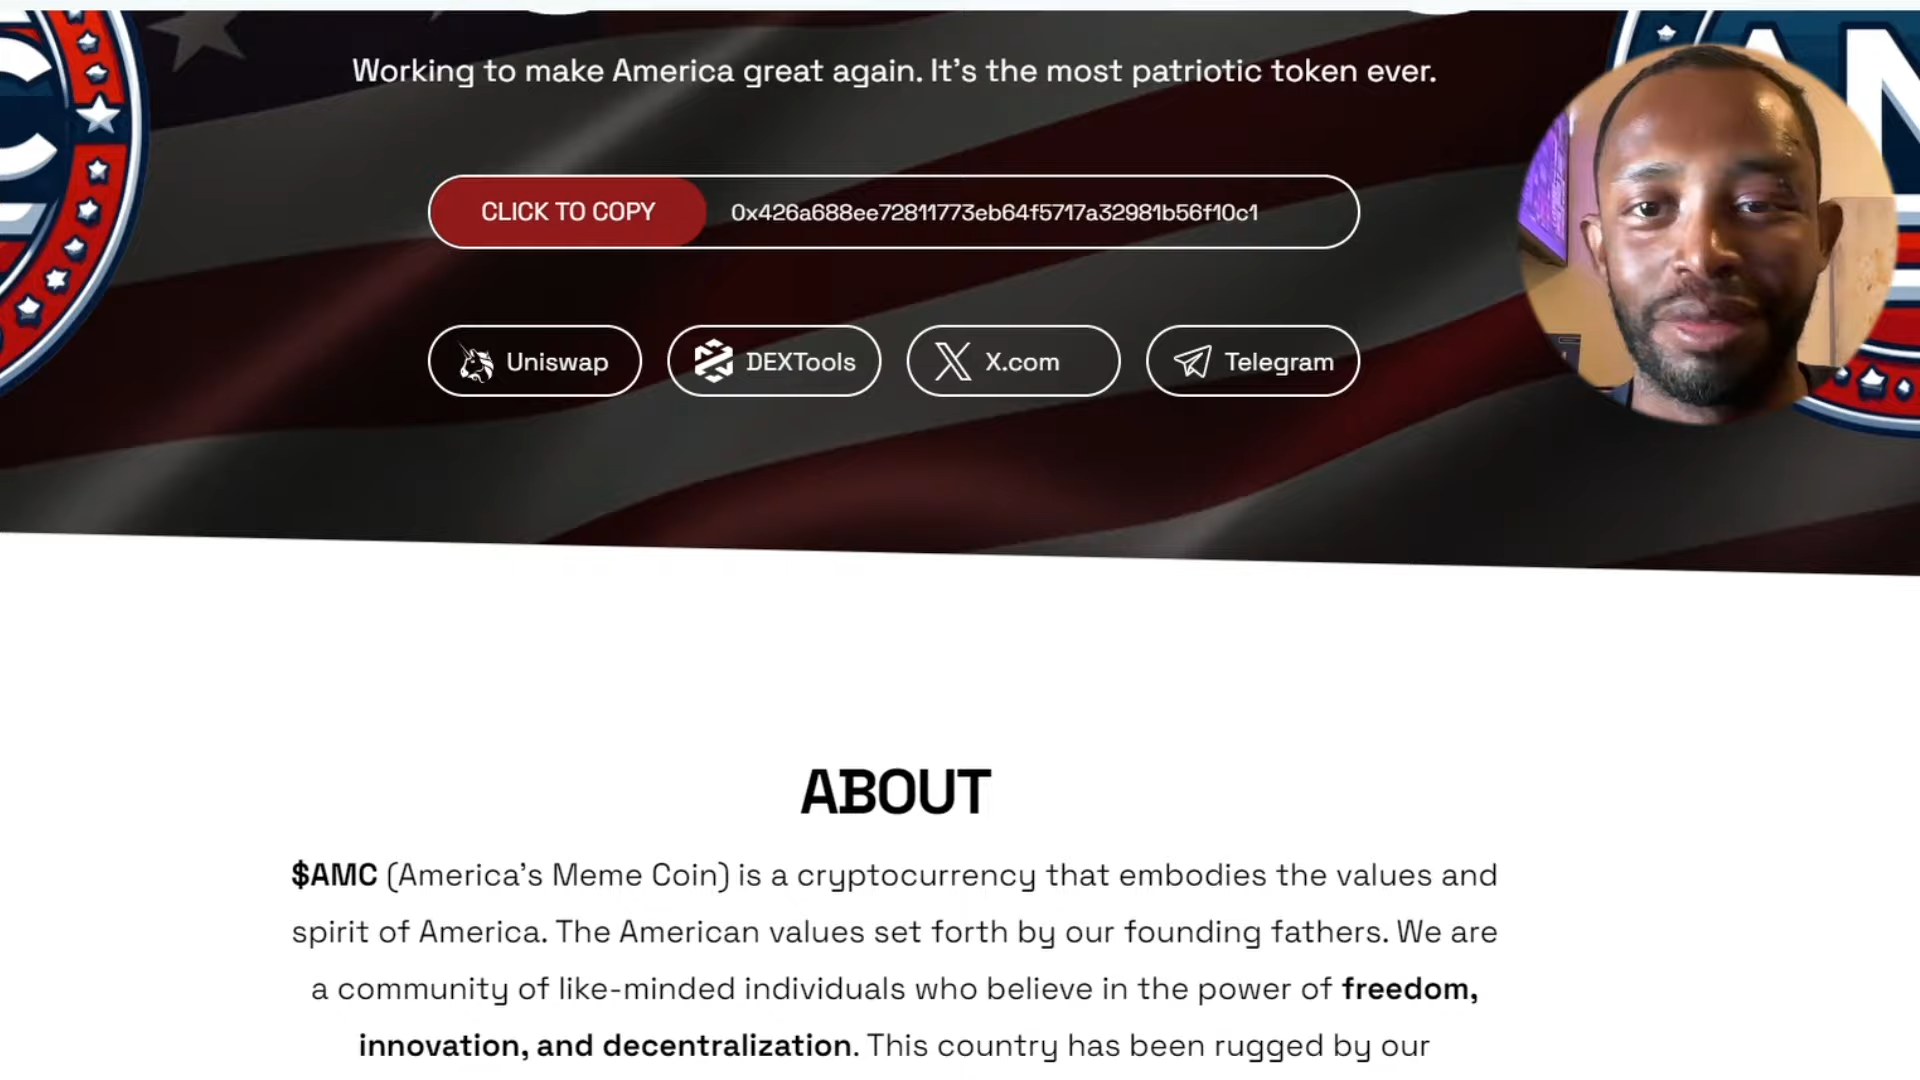 Working to make America great again. It's the most patriotic token ever.
CLICK TO COPY 0x426a688ee72811773eb64f5717a32981b56f10c1
Uniswap DEXTools X.com Telegram
ABOUT
$AMC (America's Meme Coin) is a cryptocurrency that embodies the values and
spirit of America. The American values set forth by our founding fathers. We are
a community of like-minded individuals who believe in the power of freedom,
innovation, and decentralization. This country has been rugged by our